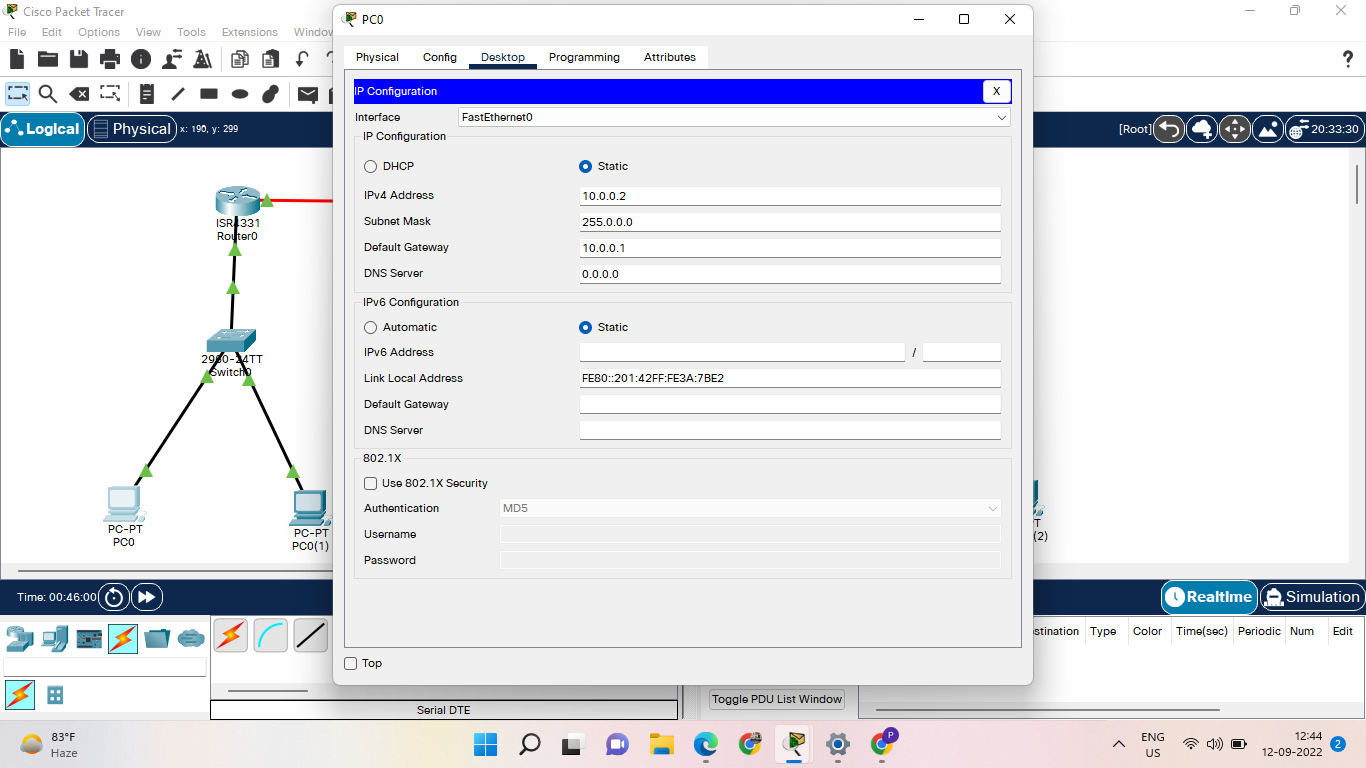 Cisco Packet Tracer
File Edit Options View Tools Extensions Window
PC0
Physical Config Desktop Programming Attributes
IP Configuration
X
Interface FastEthernet0
IP Configuration
DHCP Static
IPv4 Address 10.0.0.2
Subnet Mask 255.0.0.0
Default Gateway 10.0.0.1
DNS Server 0.0.0.0
IPv6 Configuration
Automatic Static
IPv6 Address /
Link Local Address FE80::201:42FF:FE3A:7BE2
Default Gateway
DNS Server
802.1X
Use 802.1X Security
Authentication MD5
Username
Password
Top
?
Logical Physical x: 190, y: 299
[Root] 20:33:30
ISR4331
Router0
2960-24TT
Switch0
PC-PT
PC0
PC-PT
PC0(1)
T
(2)
Time: 00:46:00
Realtime Simulation
stination Type Color Time(sec) Periodic Num Edit
Toggle PDU List Window
Serial DTE
83°F
Haze
P
ENG
US
12:44
12-09-2022
2